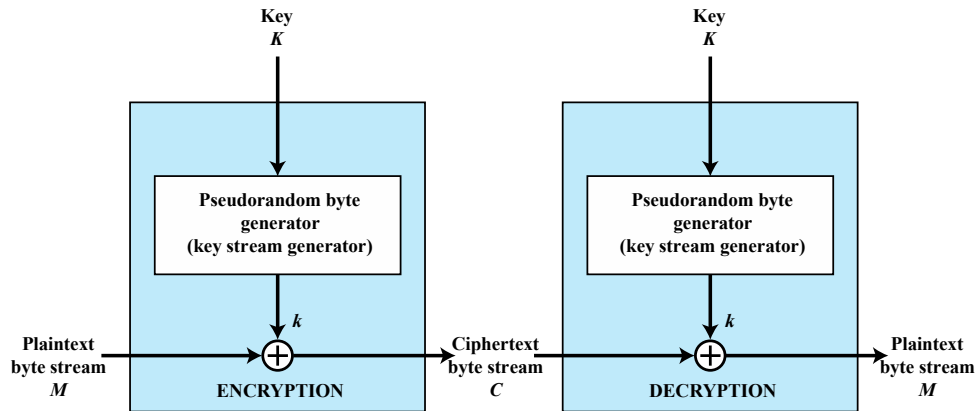 Key
K
Key
K
Pseudorandom byte
generator
(key stream generator)
Pseudorandom byte
generator
(key stream generator)
k
k
Plaintext
byte stream
M
Ciphertext
byte stream
C
Plaintext
byte stream
M
ENCRYPTION
DECRYPTION